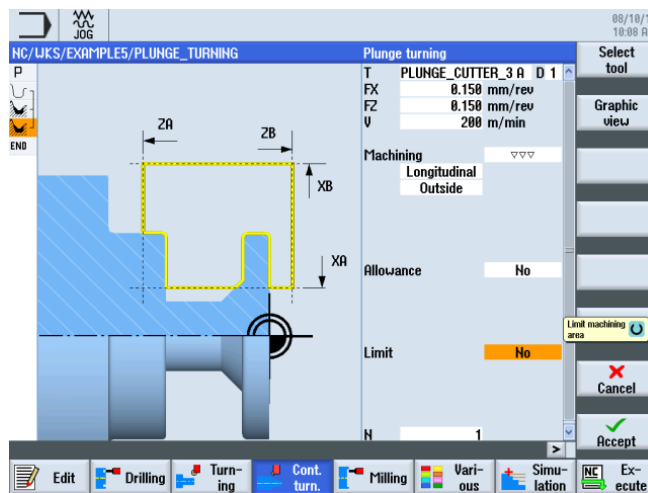 JOG
08/10/1
10:08 A
NC/WKS/EXAMPLE5/PLUNGE_TURNING
Plunge turning
Select
tool
P
T PLUNGE_CUTTER_3 A D 1
FX 0.150 mm/rev
FZ 0.150 mm/rev
V 200 m/min
Graphic
view
END
ZA
ZB
XB
XA
Machining ▽▽▽
Longitudinal
Outside
Allowance No
Limit machining
area
Limit No
Cancel
N 1
Accept
>
Edit
Drilling
Turn-
ing
Cont.
turn.
Milling
Vari-
ous
Simu-
lation
NC
Ex-
ecute